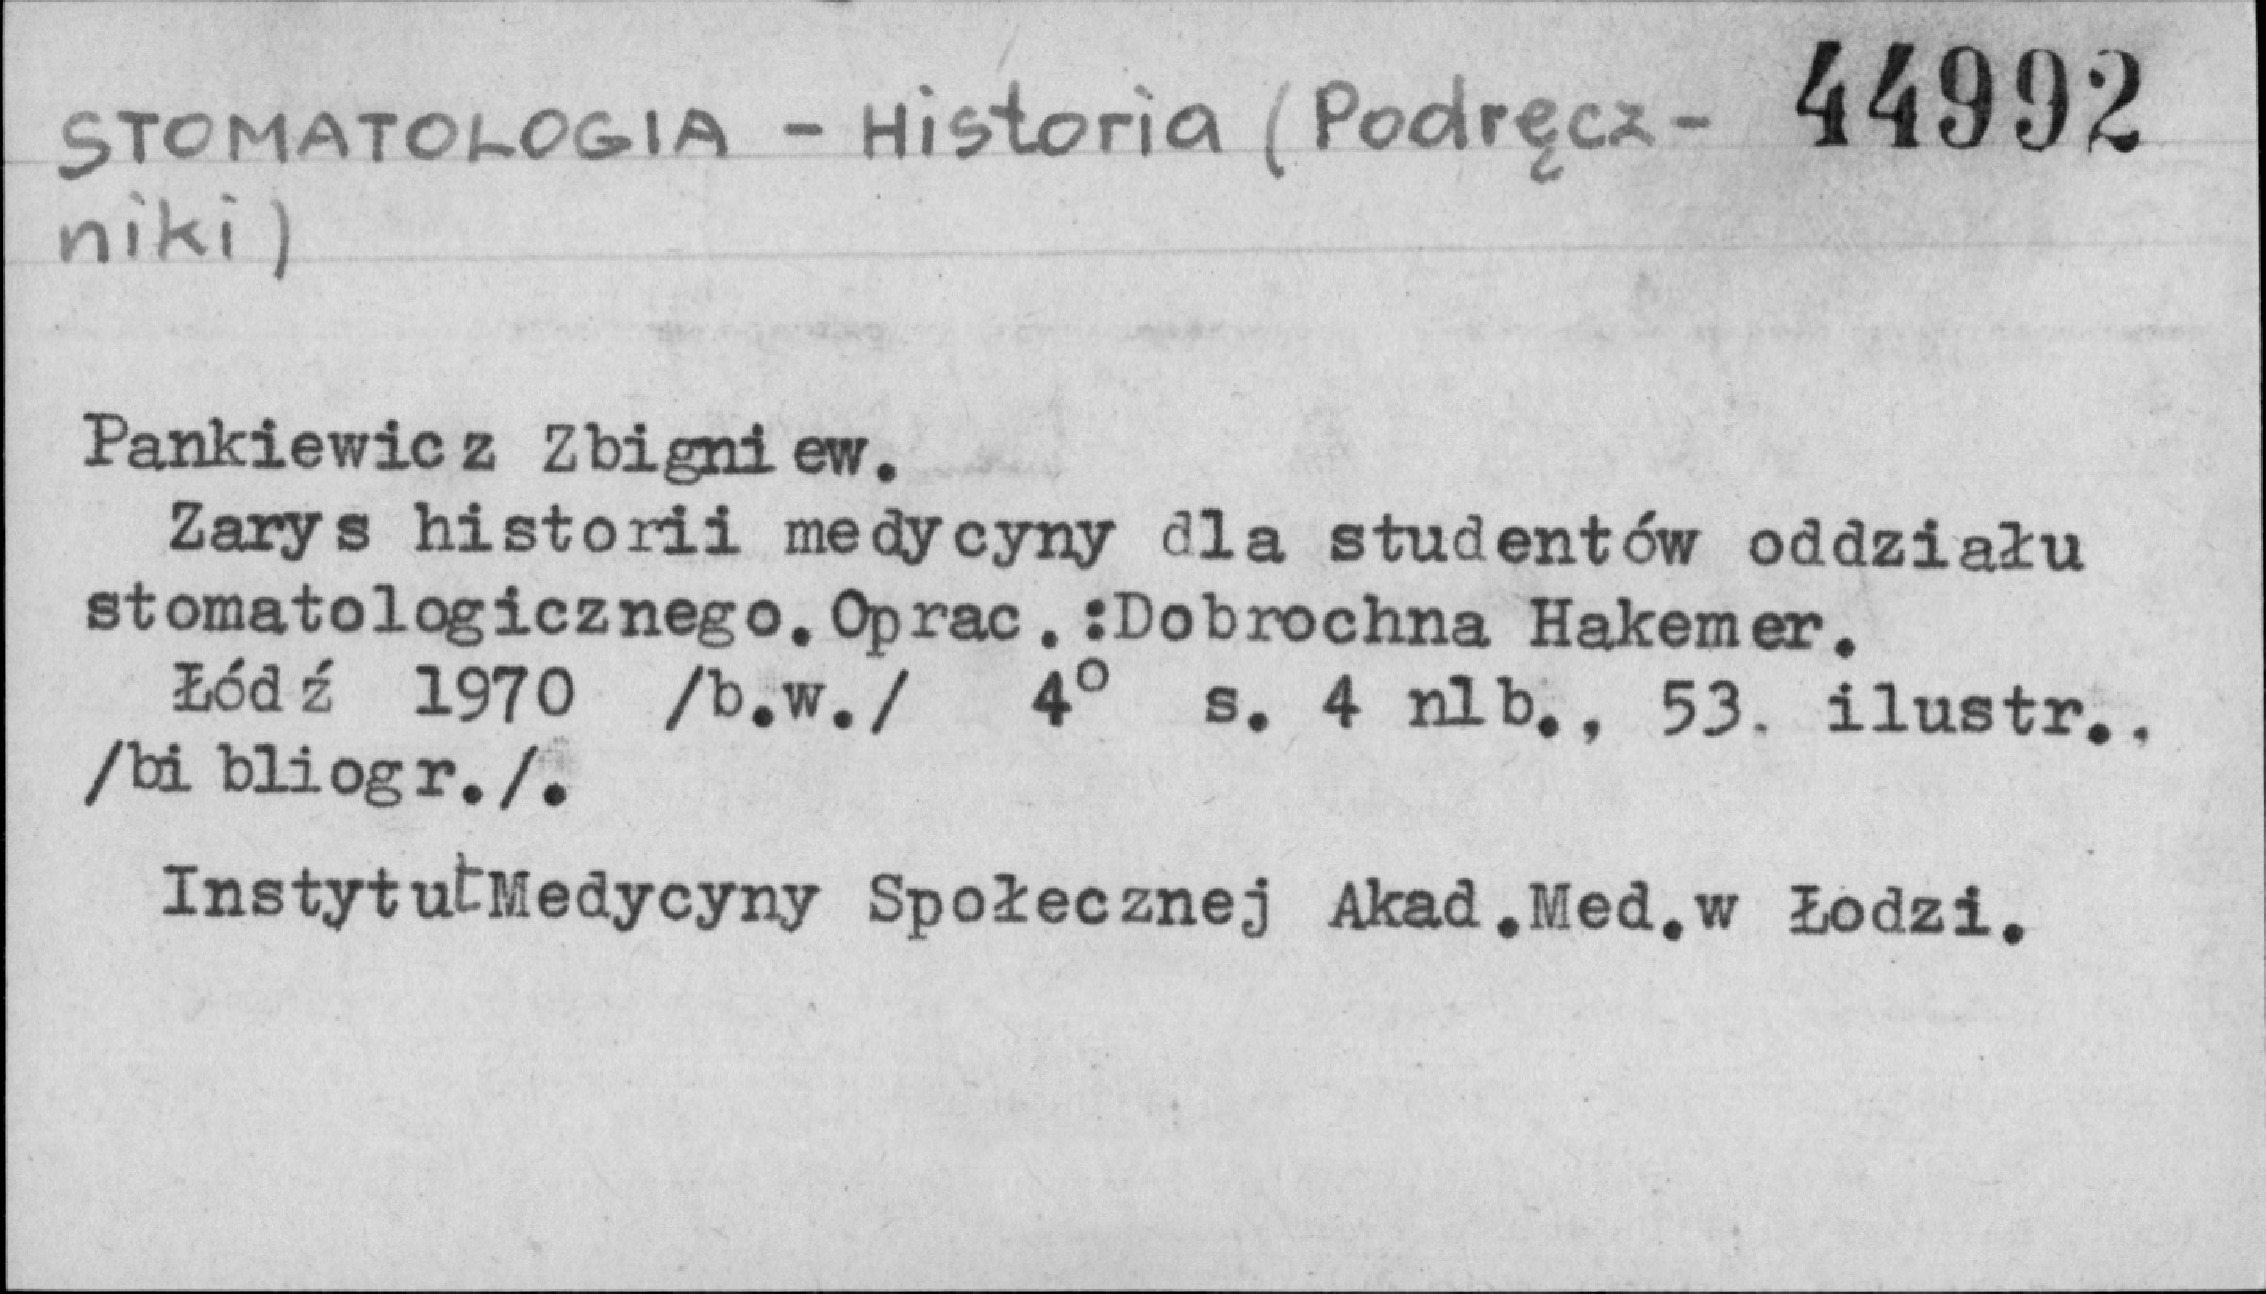 STOMATOLOGIA - Historia (Podręcz- 44992
niki)
Pankiewicz Zbigniew.
Zarys historii medycyny dla studentów oddziału
stomatologicznego.Oprac.:Dobrochna Hakemer.
Łódź 1970 /b.w./ 4° s. 4 nlb., 53. ilustr..
/bibliogr./.
Instytut Medycyny Społecznej Akad.Med.w Łodzi.